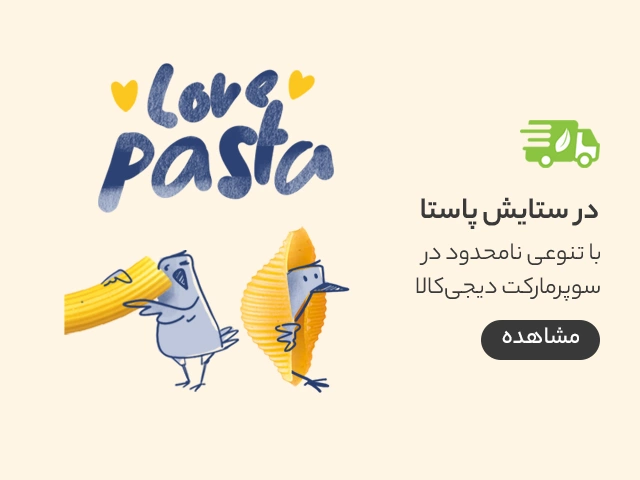 Love
pasta
در ستایش پاستا
با تنوعی نامحدود در
سوپرمارکت دیجی‌کالا
مشاهده